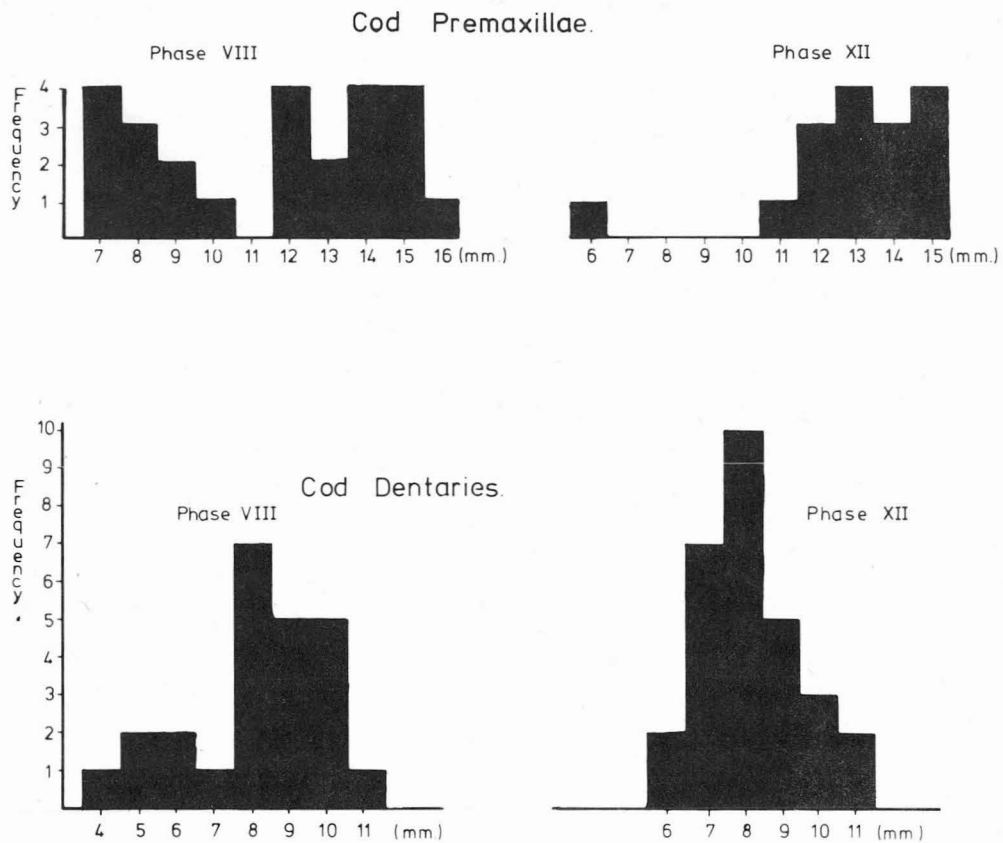 Cod Premaxillae.
Phase VIII
Phase XII
Frequency
4
3
2
1
7 8 9 10 11 12 13 14 15 16 (mm.)
6 7 8 9 10 11 12 13 14 15 (mm.)
Cod Dentaries.
Phase VIII
Phase XII
Frequency.
10
9
8
7
6
5
4
3
2
1
4 5 6 7 8 9 10 11 (mm.)
6 7 8 9 10 11 (mm.)